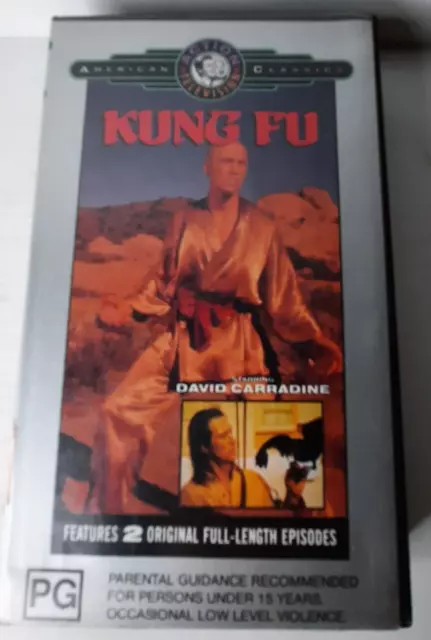 ACTION
AMERICAN CLASSICS
TELEVISION
KUNG FU
STARRING
DAVID CARRADINE
FEATURES 2 ORIGINAL FULL-LENGTH EPISODES
PG
PARENTAL GUIDANCE RECOMMENDED
FOR PERSONS UNDER 15 YEARS.
OCCASIONAL LOW LEVEL VIOLENCE.